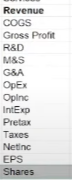 Revenue
COGS
Gross Profit
R&D
M&S
G&A
OpEx
OpInc
IntExp
Pretax
Taxes
NetInc
EPS
Shares